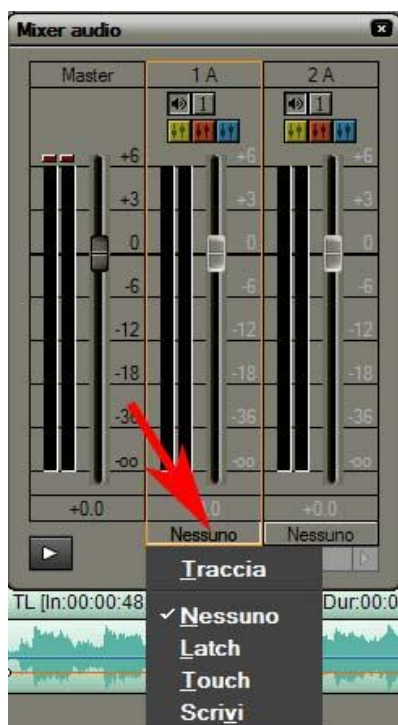 Mixer audio
Master 1 A 2 A
1 1
+6 +6 +6
+3 +3 +3
0 0 0
-6 -6 -6
-12 -12 -12
-18 -18 -18
-36 -36 -36
-oo -oo -oo
+0.0 +0.0
Nessuno Nessuno
Traccia
TL [In:00:00:48 Dur:00:0
✓ Nessuno
Latch
Touch
Scrivi